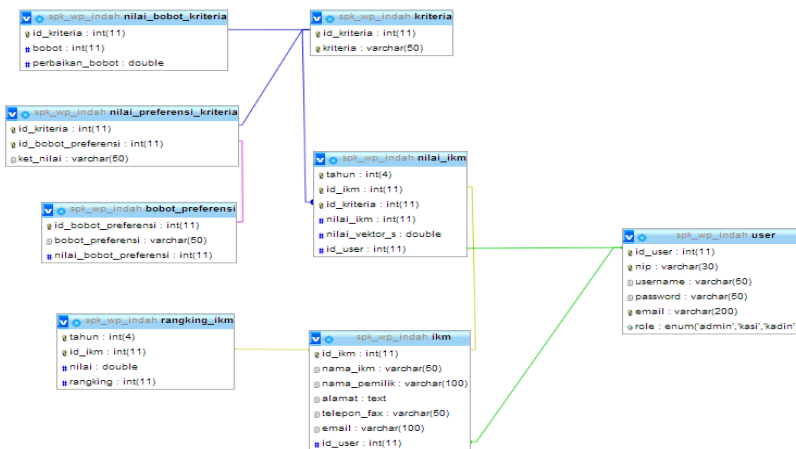 spk_wp_indah nilai_bobot_kriteria
id_kriteria : int(11)
bobot : int(11)
perbaikan_bobot : double
spk_wp_indah kriteria
id_kriteria : int(11)
kriteria : varchar(50)
spk_wp_indah nilai_preferensi_kriteria
id_kriteria : int(11)
id_bobot_preferensi : int(11)
ket_nilai : varchar(50)
spk_wp_indah nilai_ikm
tahun : int(4)
id_ikm : int(11)
id_kriteria : int(11)
nilai_ikm : int(11)
nilai_vektor_s : double
id_user : int(11)
spk_wp_indah bobot_preferensi
id_bobot_preferensi : int(11)
bobot_preferensi : varchar(50)
nilai_bobot_preferensi : int(11)
spk_wp_indah user
id_user : int(11)
nip : varchar(30)
username : varchar(50)
password : varchar(50)
email : varchar(200)
role : enum('admin','kasi','kadin'
spk_wp_indah rangking_ikm
tahun : int(4)
id_ikm : int(11)
nilai : double
rangking : int(11)
spk_wp_indah ikm
id_ikm : int(11)
nama_ikm : varchar(50)
nama_pemilik : varchar(100)
alamat : text
telepon_fax : varchar(50)
email : varchar(100)
id_user : int(11)